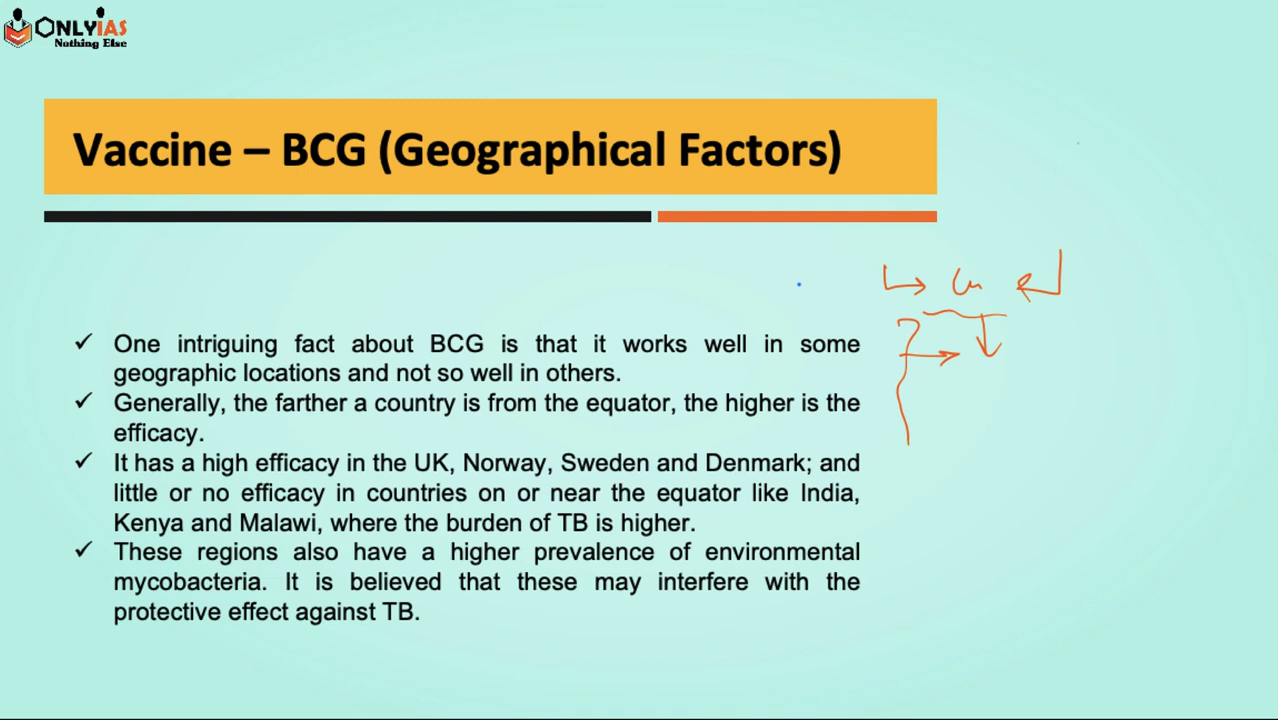 ONLYIAS
Nothing Else
Vaccine – BCG (Geographical Factors)
✓ One intriguing fact about BCG is that it works well in some
geographic locations and not so well in others.
✓ Generally, the farther a country is from the equator, the higher is the
efficacy.
✓ It has a high efficacy in the UK, Norway, Sweden and Denmark; and
little or no efficacy in countries on or near the equator like India,
Kenya and Malawi, where the burden of TB is higher.
✓ These regions also have a higher prevalence of environmental
mycobacteria. It is believed that these may interfere with the
protective effect against TB.